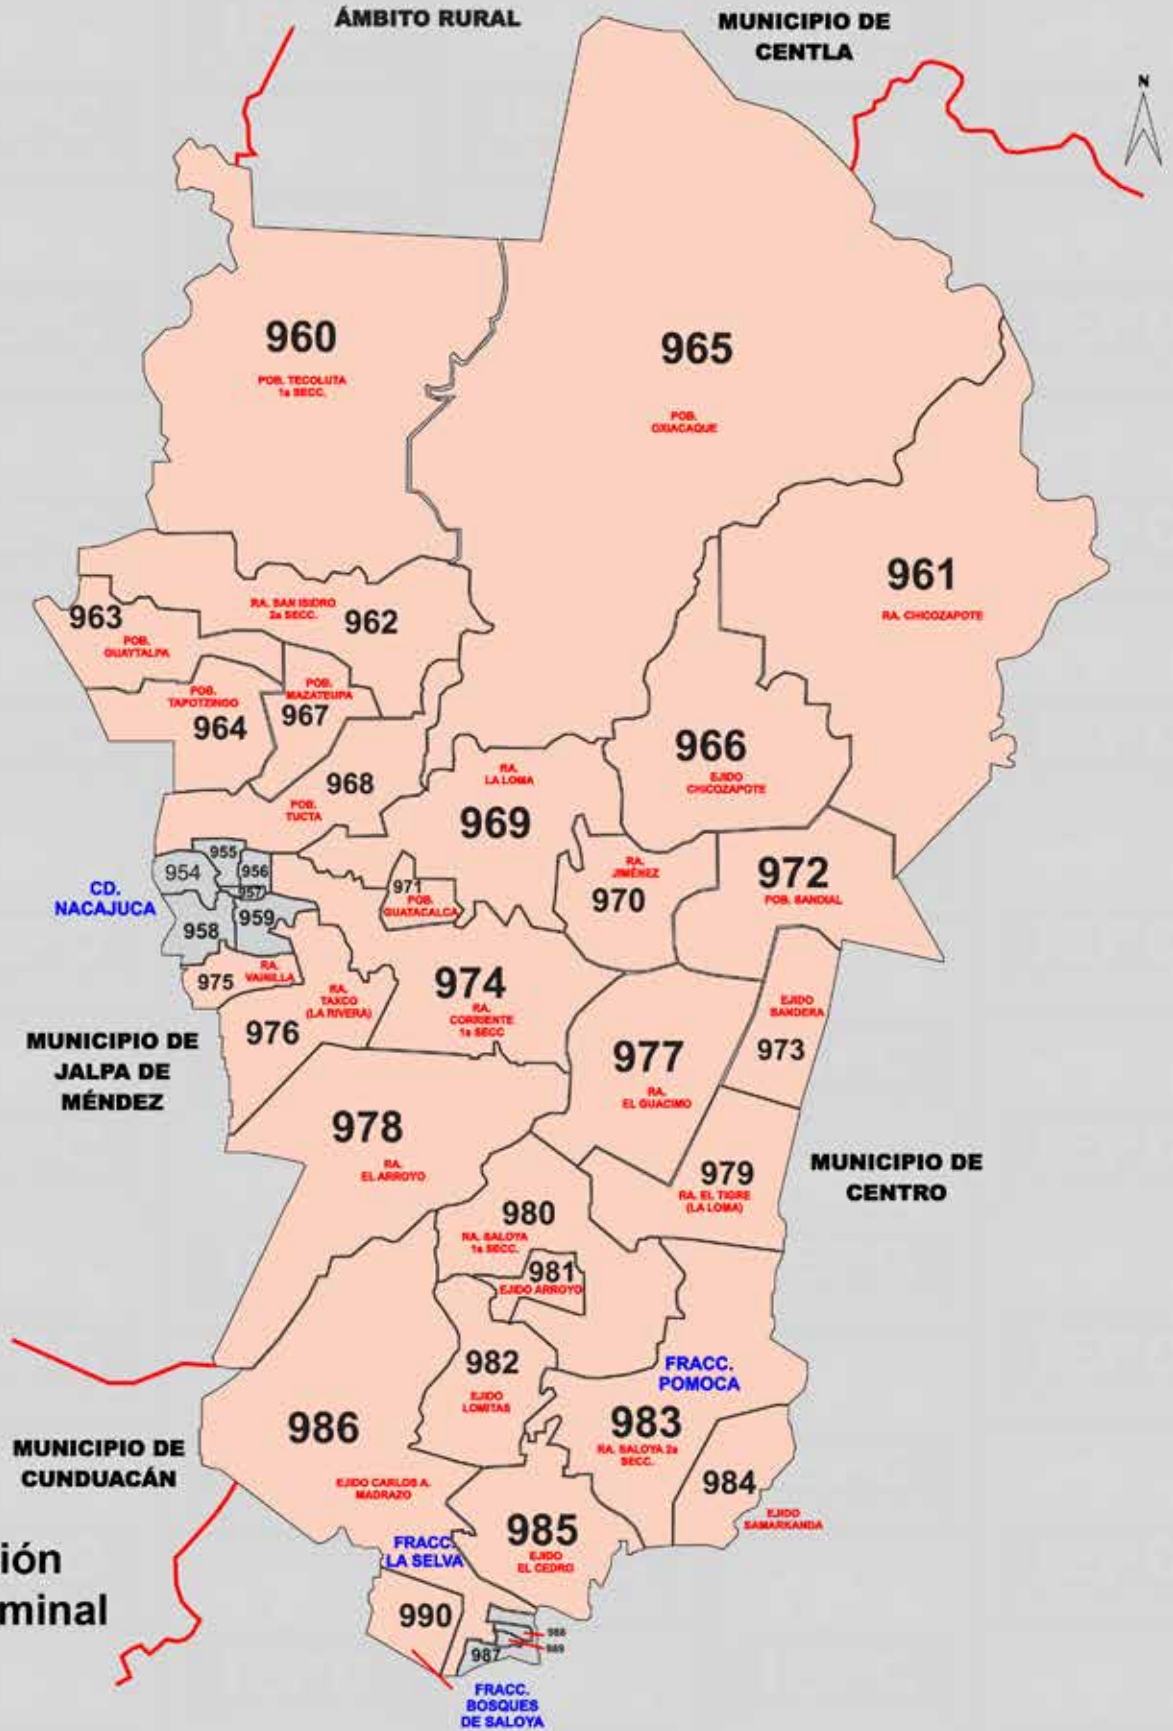 ÁMBITO RURAL
MUNICIPIO DE
CENTLA
N
960
POB. TECOLUTA
1a SECC.
965
POB.
OXIACAQUE
961
RA. CHICOZAPOTE
963
POB.
GUAYTALPA
RA. SAN ISIDRO
2a SECC.
962
POB.
TAPOTZINGO
964
POB.
MAZATEUPA
967
966
EJIDO
CHICOZAPOTE
968
POB.
TUCTA
RA.
LA LOMA
969
RA.
JIMÉNEZ
970
972
POB. SANDIAL
954
955
956
957
958
959
CD.
NACAJUCA
971
POB.
GUATACALCA
975
RA.
VAINILLA
RA.
TAXCO
(LA RIVERA)
976
974
RA.
CORRIENTE
1a SECC
EJIDO
BANDERA
973
977
RA.
EL GUACIMO
MUNICIPIO DE
JALPA DE
MÉNDEZ
978
RA.
EL ARROYO
979
RA. EL TIGRE
(LA LOMA)
MUNICIPIO DE
CENTRO
980
RA. SALOYA
1a SECC.
981
EJIDO ARROYO
982
EJIDO
LOMITAS
FRACC.
POMOCA
983
RA. SALOYA 2a
SECC.
984
EJIDO
SAMARKANDA
986
EJIDO CARLOS A.
MADRAZO
MUNICIPIO DE
CUNDUACÁN
985
EJIDO
EL CEDRO
FRACC.
LA SELVA
ión
minal
990
988
989
987
FRACC.
BOSQUES
DE SALOYA